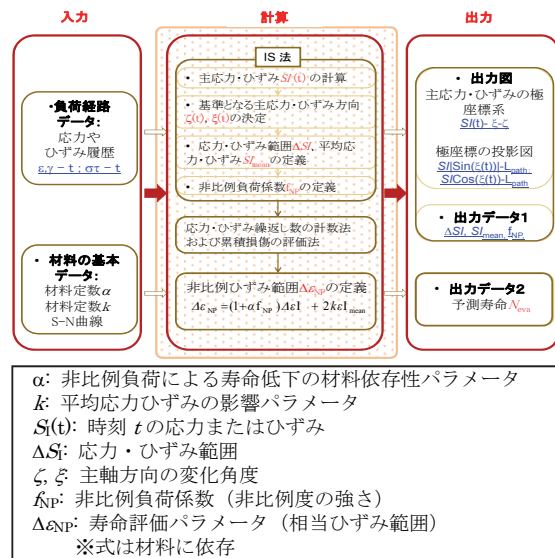 入力
計算
出力
•負荷経路
データ:
応力や
ひずみ履歴
ε,γ－t ; στ－t
• 材料の基本
データ:
材料定数α
材料定数k
S-N曲線
IS 法
• 主応力・ひずみSI(t)の計算
• 基準となる主応力・ひずみ方向
ζ(t), ξ(t)の決定
• 応力・ひずみ範囲ΔSI, 平均応
力・ひずみSImeanの定義
• 非比例負荷係数fNPの定義
応力・ひずみ繰返し数の計数法
および累積損傷の評価法
非比例ひずみ範囲ΔεNPの定義
ΔεNP =(1+αfNP)ΔεI + 2kεImean
• 出力図
主応力・ひずみの極
座標系
SI(t)- ξ-ζ
極座標の投影図
SI|Sin(ξ(t))|-Lpath;
SICos(ξ(t))-Lpath
• 出力データ1
ΔSI, SImean, fNP,
• 出力データ2
予測寿命Neva
α: 非比例負荷による寿命低下の材料依存性パラメータ
k: 平均応力ひずみの影響パラメータ
SI(t): 時刻 t の応力またはひずみ
ΔSI: 応力・ひずみ範囲
ζ, ξ: 主軸方向の変化角度
fNP: 非比例負荷係数（非比例度の強さ）
ΔεNP: 寿命評価パラメータ（相当ひずみ範囲）
※式は材料に依存